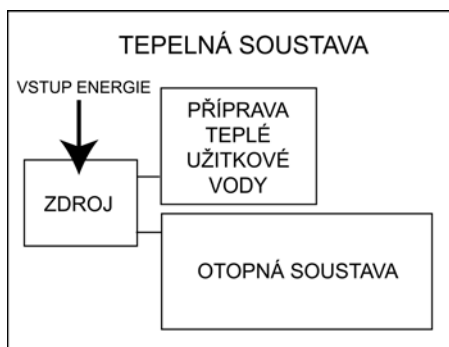 TEPELNÁ SOUSTAVA
VSTUP ENERGIE
PŘÍPRAVA
TEPLÉ
UŽITKOVÉ
VODY
ZDROJ
OTOPNÁ SOUSTAVA